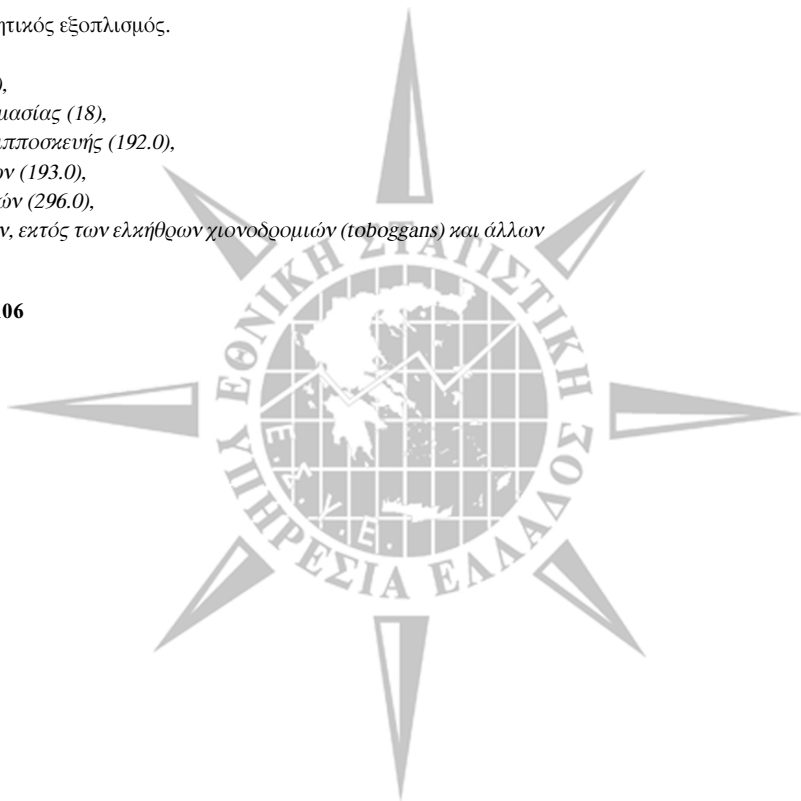 ητικός εξοπλισμός.
),
μασίας (18),
ιπποσκευής (192.0),
ον (193.0),
ών (296.0),
ν, εκτός των ελκήθρων χιονοδρομιών (toboggans) και άλλων
06
ΕΘΝΙΚΗ ΣΤΑΤΙΣΤΙΚΗ
ΥΠΗΡΕΣΙΑ ΕΛΛΑΔΟΣ
Ε.Σ.Υ.Ε.